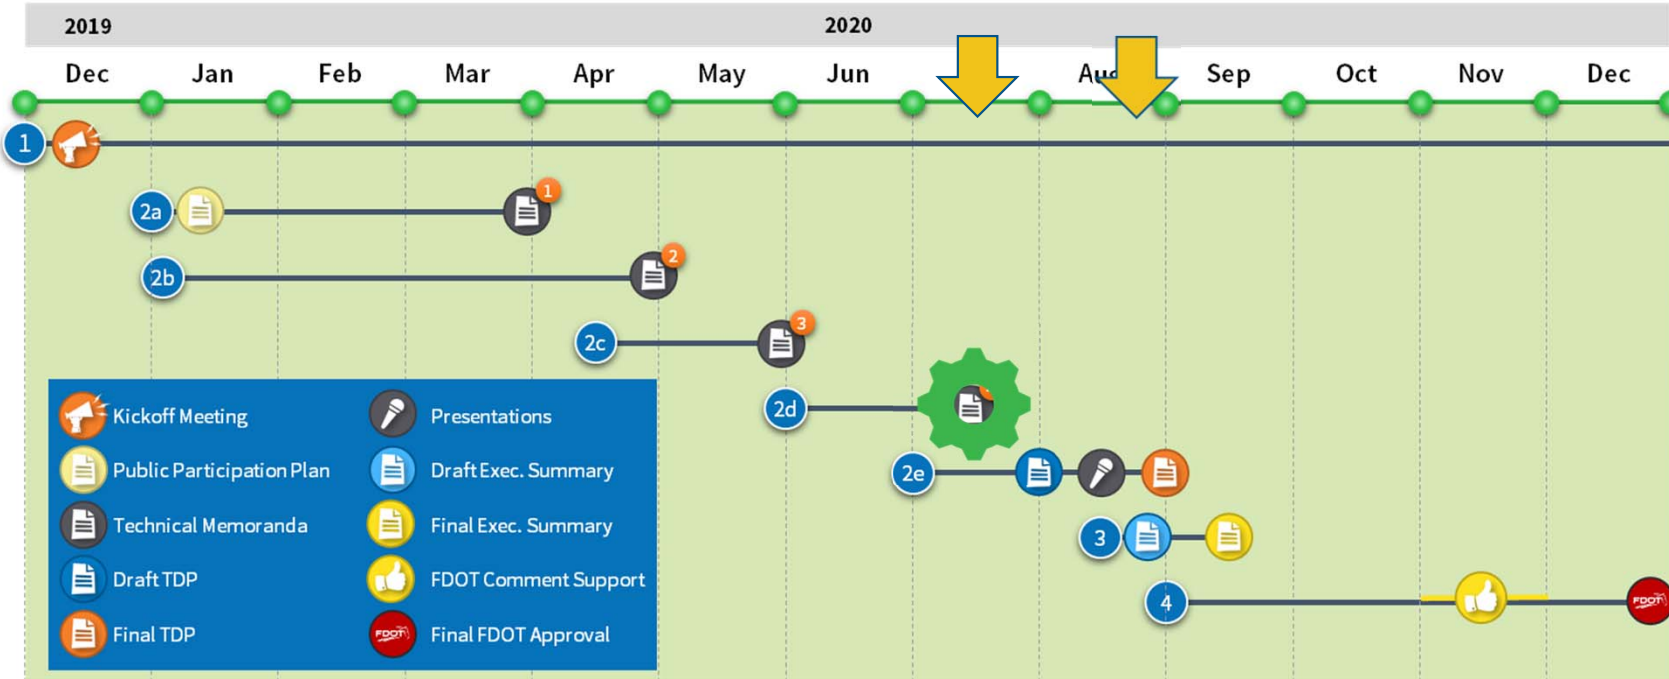 2019 2020
Dec Jan Feb Mar Apr May Jun Sep Oct Nov Dec
1
2a 1
2b 2
2c 3
2d
2e
3
4 FDOT
Kickoff Meeting Presentations
Public Participation Plan Draft Exec. Summary
Technical Memoranda Final Exec. Summary
Draft TDP FDOT Comment Support
Final TDP FDOT Final FDOT Approval